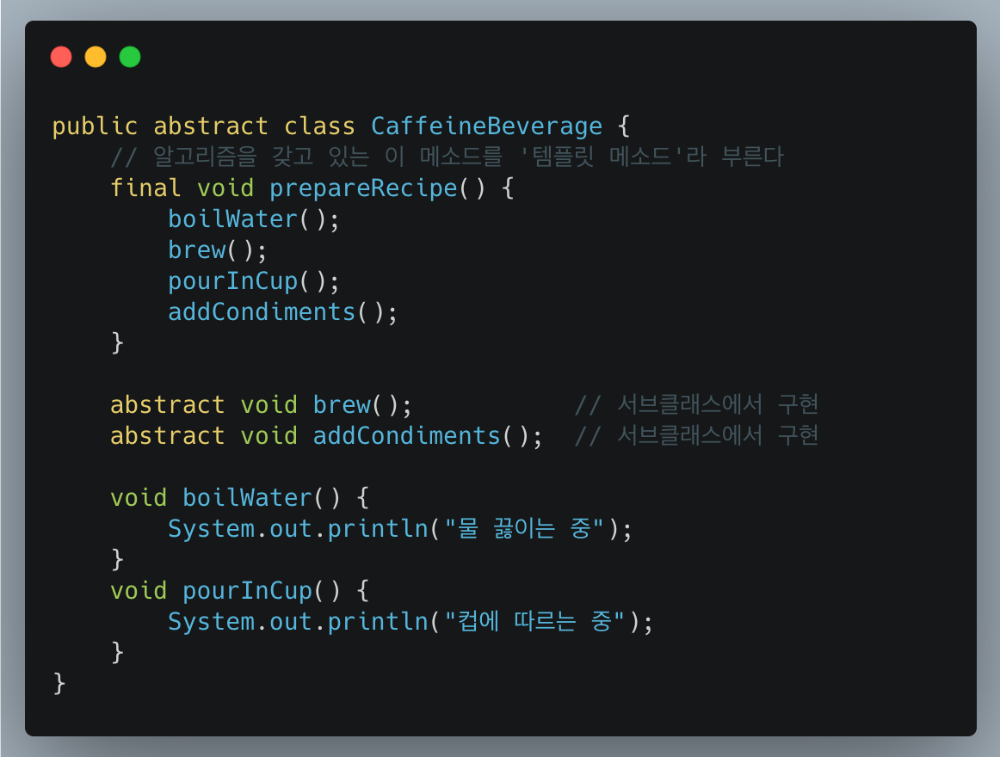 public abstract class CaffeineBeverage {
    // 알고리즘을 갖고 있는 이 메소드를 '템플릿 메소드'라 부른다
    final void prepareRecipe() {
        boilWater();
        brew();
        pourInCup();
        addCondiments();
    }

    abstract void brew();           // 서브클래스에서 구현
    abstract void addCondiments();  // 서브클래스에서 구현

    void boilWater() {
        System.out.println("물 끓이는 중");
    }
    void pourInCup() {
        System.out.println("컵에 따르는 중");
    }
}